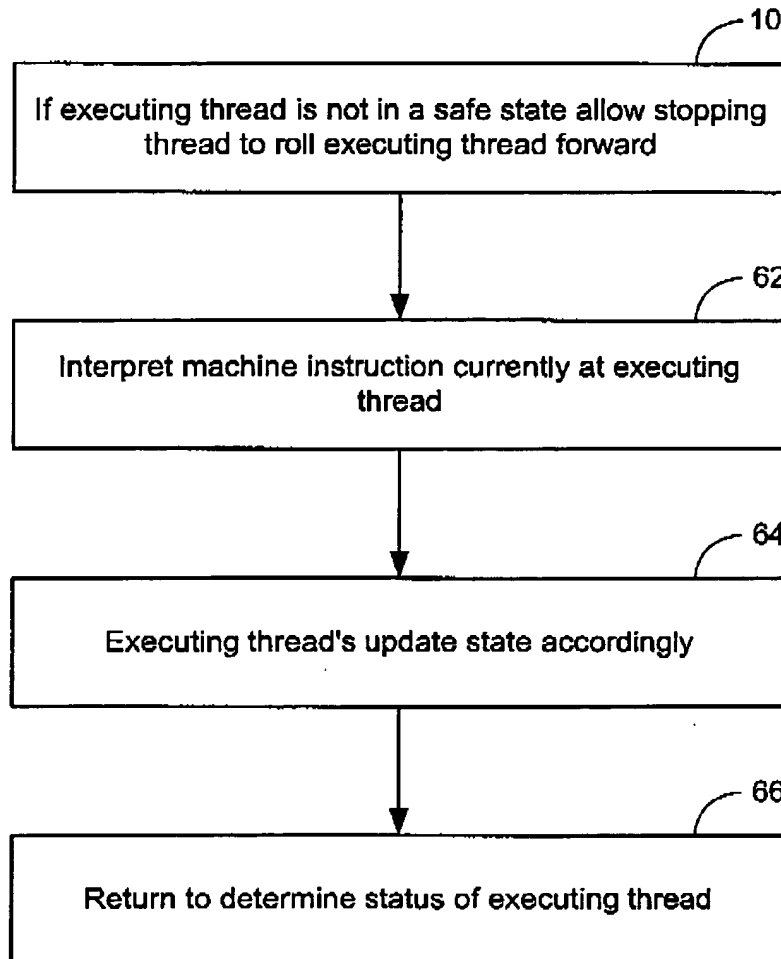 10
If executing thread is not in a safe state allow stopping
thread to roll executing thread forward
62
Interpret machine instruction currently at executing
thread
64
Executing thread's update state accordingly
66
Return to determine status of executing thread